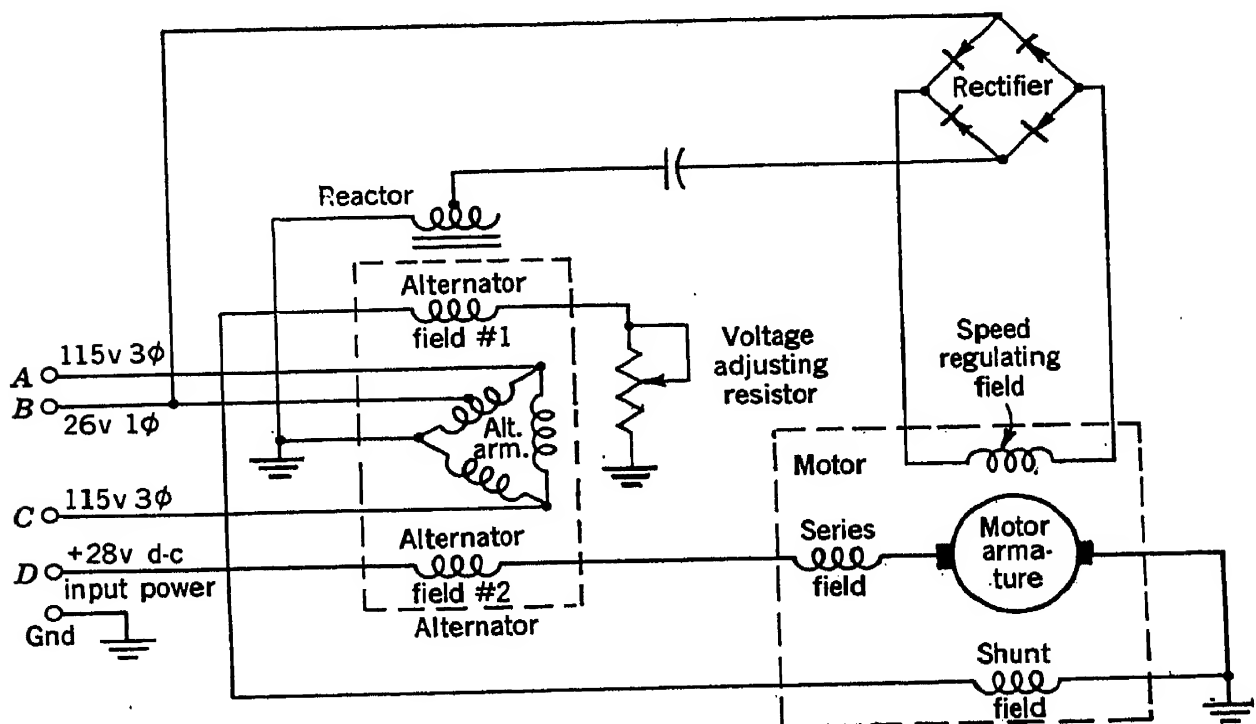 Rectifier
Reactor
Alternator
field #1
Voltage
adjusting
resistor
Speed
regulating
field
A
115v 3ϕ
B
26v 1ϕ
Alt.
arm.
C
115v 3ϕ
D
+28v d-c
input power
Gnd
Alternator
field #2
Alternator
Motor
Series
field
Motor
arma-
ture
Shunt
field